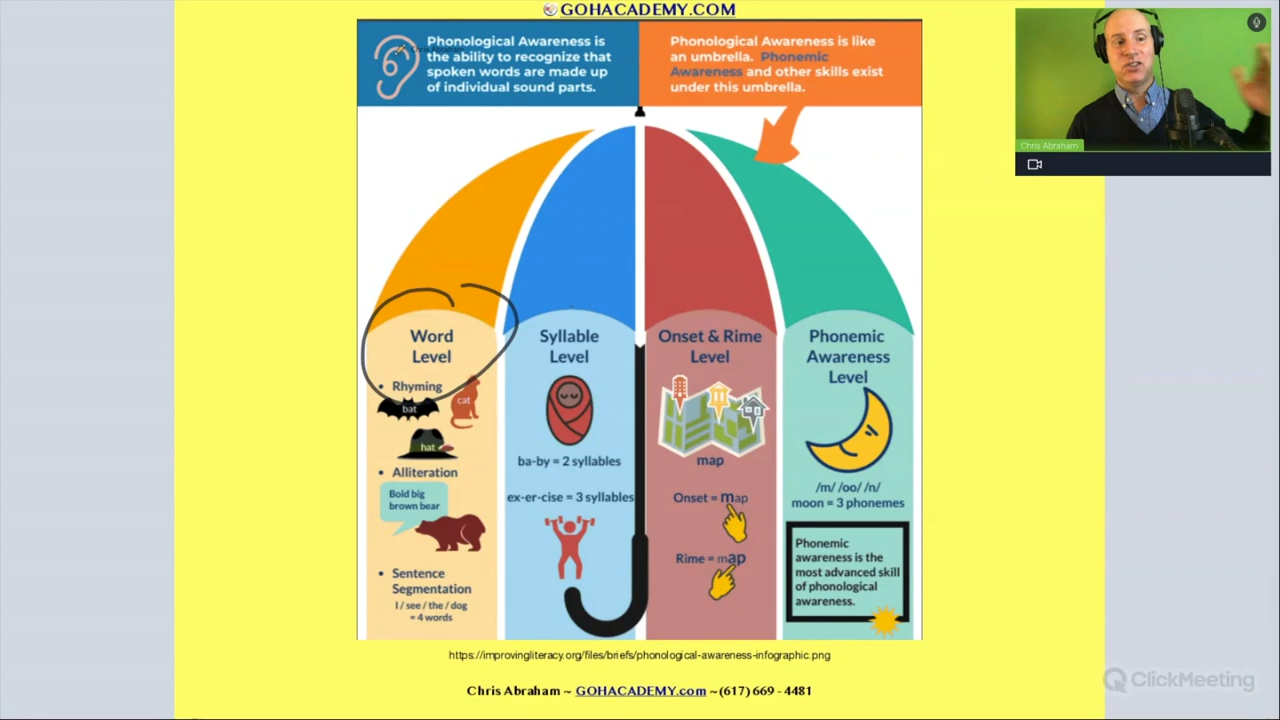 GOHACADEMY.COM
Phonological Awareness is
the ability to recognize that
spoken words are made up
of individual sound parts.
Chris Abraham
Phonological Awareness is like
an umbrella. Phonemic
Awareness and other skills exist
under this umbrella.
Chris Abraham
Word
Level
• Rhyming
bat
cat
hat
• Alliteration
Bold big
brown bear
• Sentence
Segmentation
I / see / the / dog
= 4 words
Syllable
Level
ba-by = 2 syllables
ex-er-cise = 3 syllables
Onset & Rime
Level
map
Onset = map
Rime = map
Phonemic
Awareness
Level
/m/ /oo/ /n/
moon = 3 phonemes
Phonemic
awareness is the
most advanced skill
of phonological
awareness.
https://improvingliteracy.org/files/briefs/phonological-awareness-infographic.png
Chris Abraham ~ GOHACADEMY.com ~(617) 669 - 4481
ClickMeeting